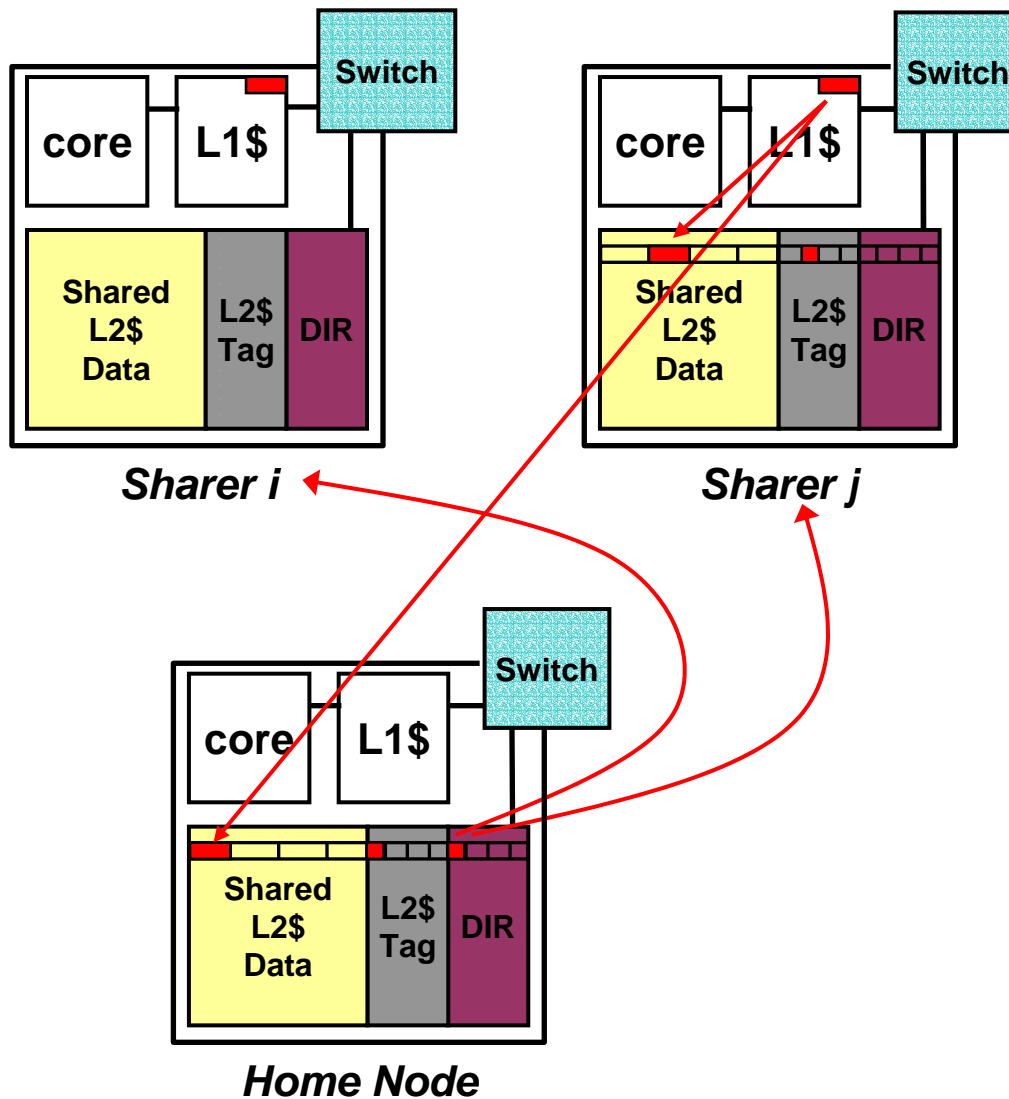 Switch
core
L1$
Shared
L2$
Data
L2$
Tag
DIR
Sharer i
Switch
core
L1$
Shared
L2$
Data
L2$
Tag
DIR
Sharer j
Switch
core
L1$
Shared
L2$
Data
L2$
Tag
DIR
Home Node